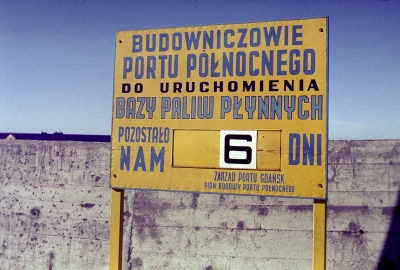 BUDOWNICZOWIE
PORTU PÓŁNOCNEGO
DO URUCHOMIENIA
BAZY PALIW PŁYNNYCH
POZOSTAŁO
NAM 6 DNI
ZARZĄD PORTU GDAŃSK
PION BUDOWY PORTU PÓŁNOCNEGO